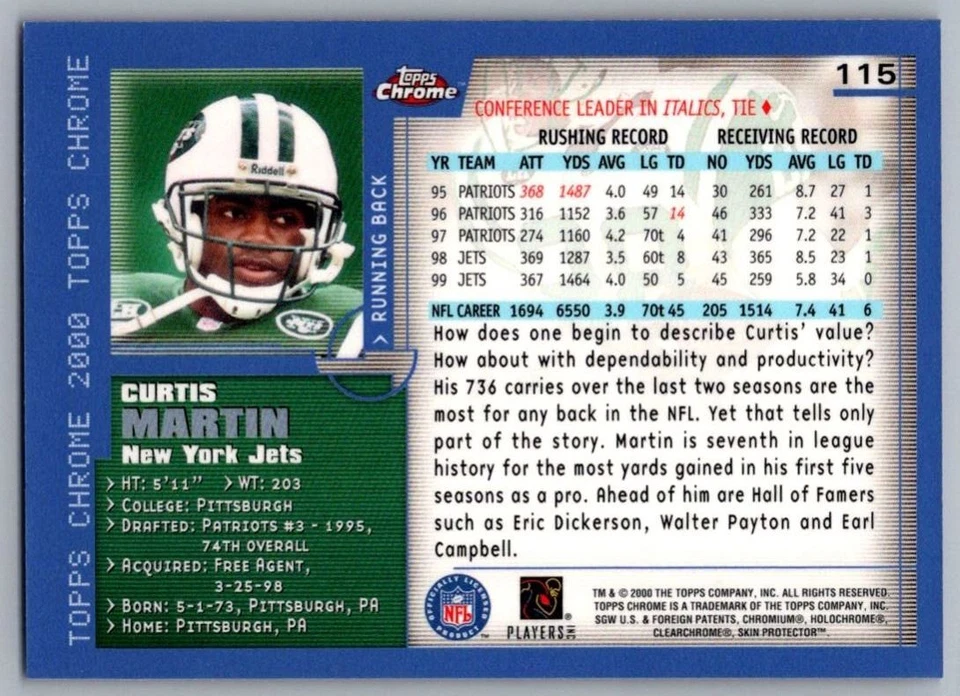 TOPPS CHROME 2000 TOPPS CHROME
Riddell
> RUNNING BACK
CURTIS
MARTIN
New York Jets
> HT: 5'11" > WT: 203
> COLLEGE: PITTSBURGH
> DRAFTED: PATRIOTS #3 - 1995,
74TH OVERALL
> ACQUIRED: FREE AGENT,
3-25-98
> BORN: 5-1-73, PITTSBURGH, PA
> HOME: PITTSBURGH, PA
Topps
Chrome™
115
CONFERENCE LEADER IN ITALICS, TIE ♦
RUSHING RECORD RECEIVING RECORD
YR TEAM ATT YDS AVG LG TD NO YDS AVG LG TD
95 PATRIOTS 368 1487 4.0 49 14 30 261 8.7 27 1
96 PATRIOTS 316 1152 3.6 57 14 46 333 7.2 41 3
97 PATRIOTS 274 1160 4.2 70t 4 41 296 7.2 22 1
98 JETS 369 1287 3.5 60t 8 43 365 8.5 23 1
99 JETS 367 1464 4.0 50 5 45 259 5.8 34 0
NFL CAREER 1694 6550 3.9 70t 45 205 1514 7.4 41 6
How does one begin to describe Curtis' value?
How about with dependability and productivity?
His 736 carries over the last two seasons are the
most for any back in the NFL. Yet that tells only
part of the story. Martin is seventh in league
history for the most yards gained in his first five
seasons as a pro. Ahead of him are Hall of Famers
such as Eric Dickerson, Walter Payton and Earl
Campbell.
OFFICIALLY LICENSED
NFL
PRODUCT ™
PLAYERS INC ®
TM & © 2000 THE TOPPS COMPANY, INC. ALL RIGHTS RESERVED.
TOPPS CHROME IS A TRADEMARK OF THE TOPPS COMPANY, INC.
SGW U.S. & FOREIGN PATENTS, CHROMIUM®, HOLOCHROME®,
CLEARCHROME®, SKIN PROTECTOR™.